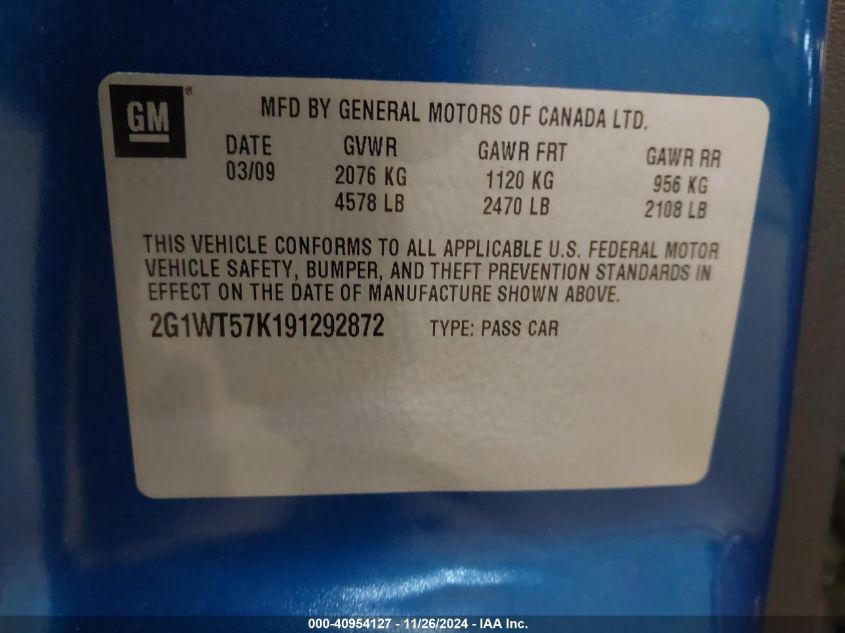 GM®
MFD BY GENERAL MOTORS OF CANADA LTD.
DATE GVWR GAWR FRT GAWR RR
03/09 2076 KG 1120 KG 956 KG
4578 LB 2470 LB 2108 LB
THIS VEHICLE CONFORMS TO ALL APPLICABLE U.S. FEDERAL MOTOR
VEHICLE SAFETY, BUMPER, AND THEFT PREVENTION STANDARDS IN
EFFECT ON THE DATE OF MANUFACTURE SHOWN ABOVE.
2G1WT57K191292872 TYPE: PASS CAR
000-40954127 - 11/26/2024 - IAA Inc.